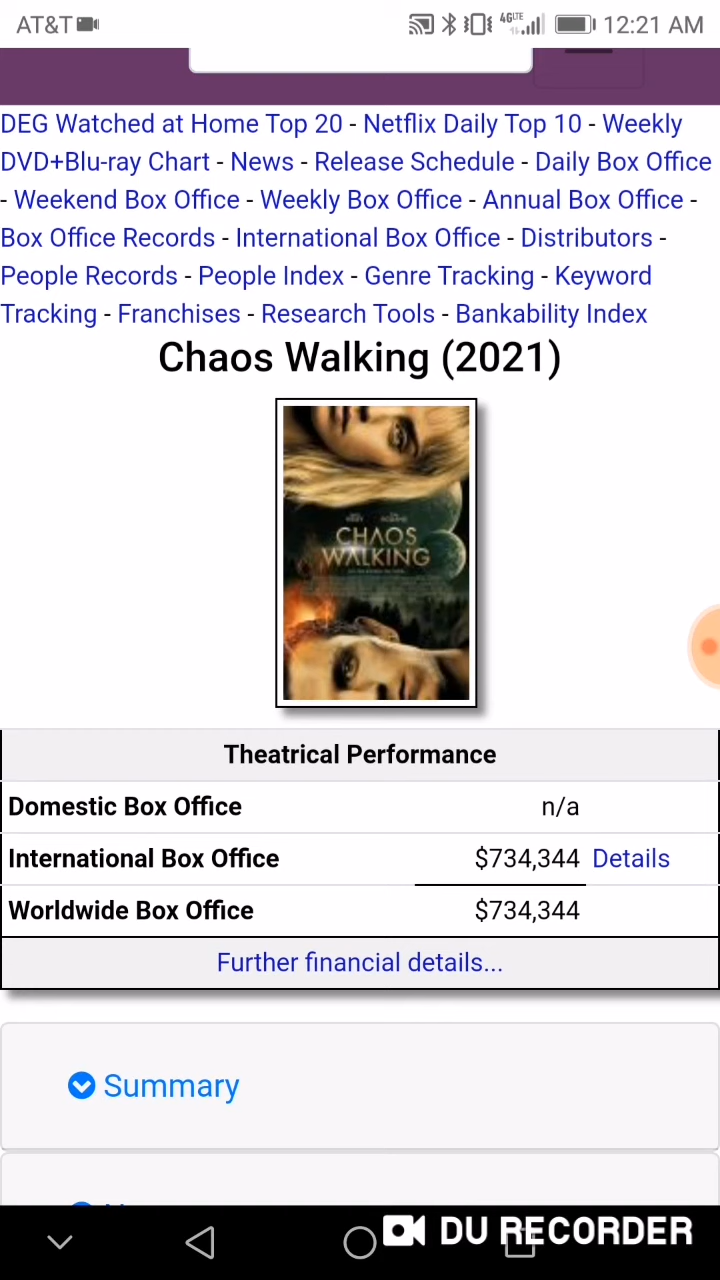 AT&T 4G LTE 12:21 AM
DEG Watched at Home Top 20 - Netflix Daily Top 10 - Weekly
DVD+Blu-ray Chart - News - Release Schedule - Daily Box Office
- Weekend Box Office - Weekly Box Office - Annual Box Office -
Box Office Records - International Box Office - Distributors -
People Records - People Index - Genre Tracking - Keyword
Tracking - Franchises - Research Tools - Bankability Index
Chaos Walking (2021)
CHAOS
WALKING
Theatrical Performance
Domestic Box Office n/a
International Box Office $734,344 Details
Worldwide Box Office $734,344
Further financial details...
Summary
DU RECORDER